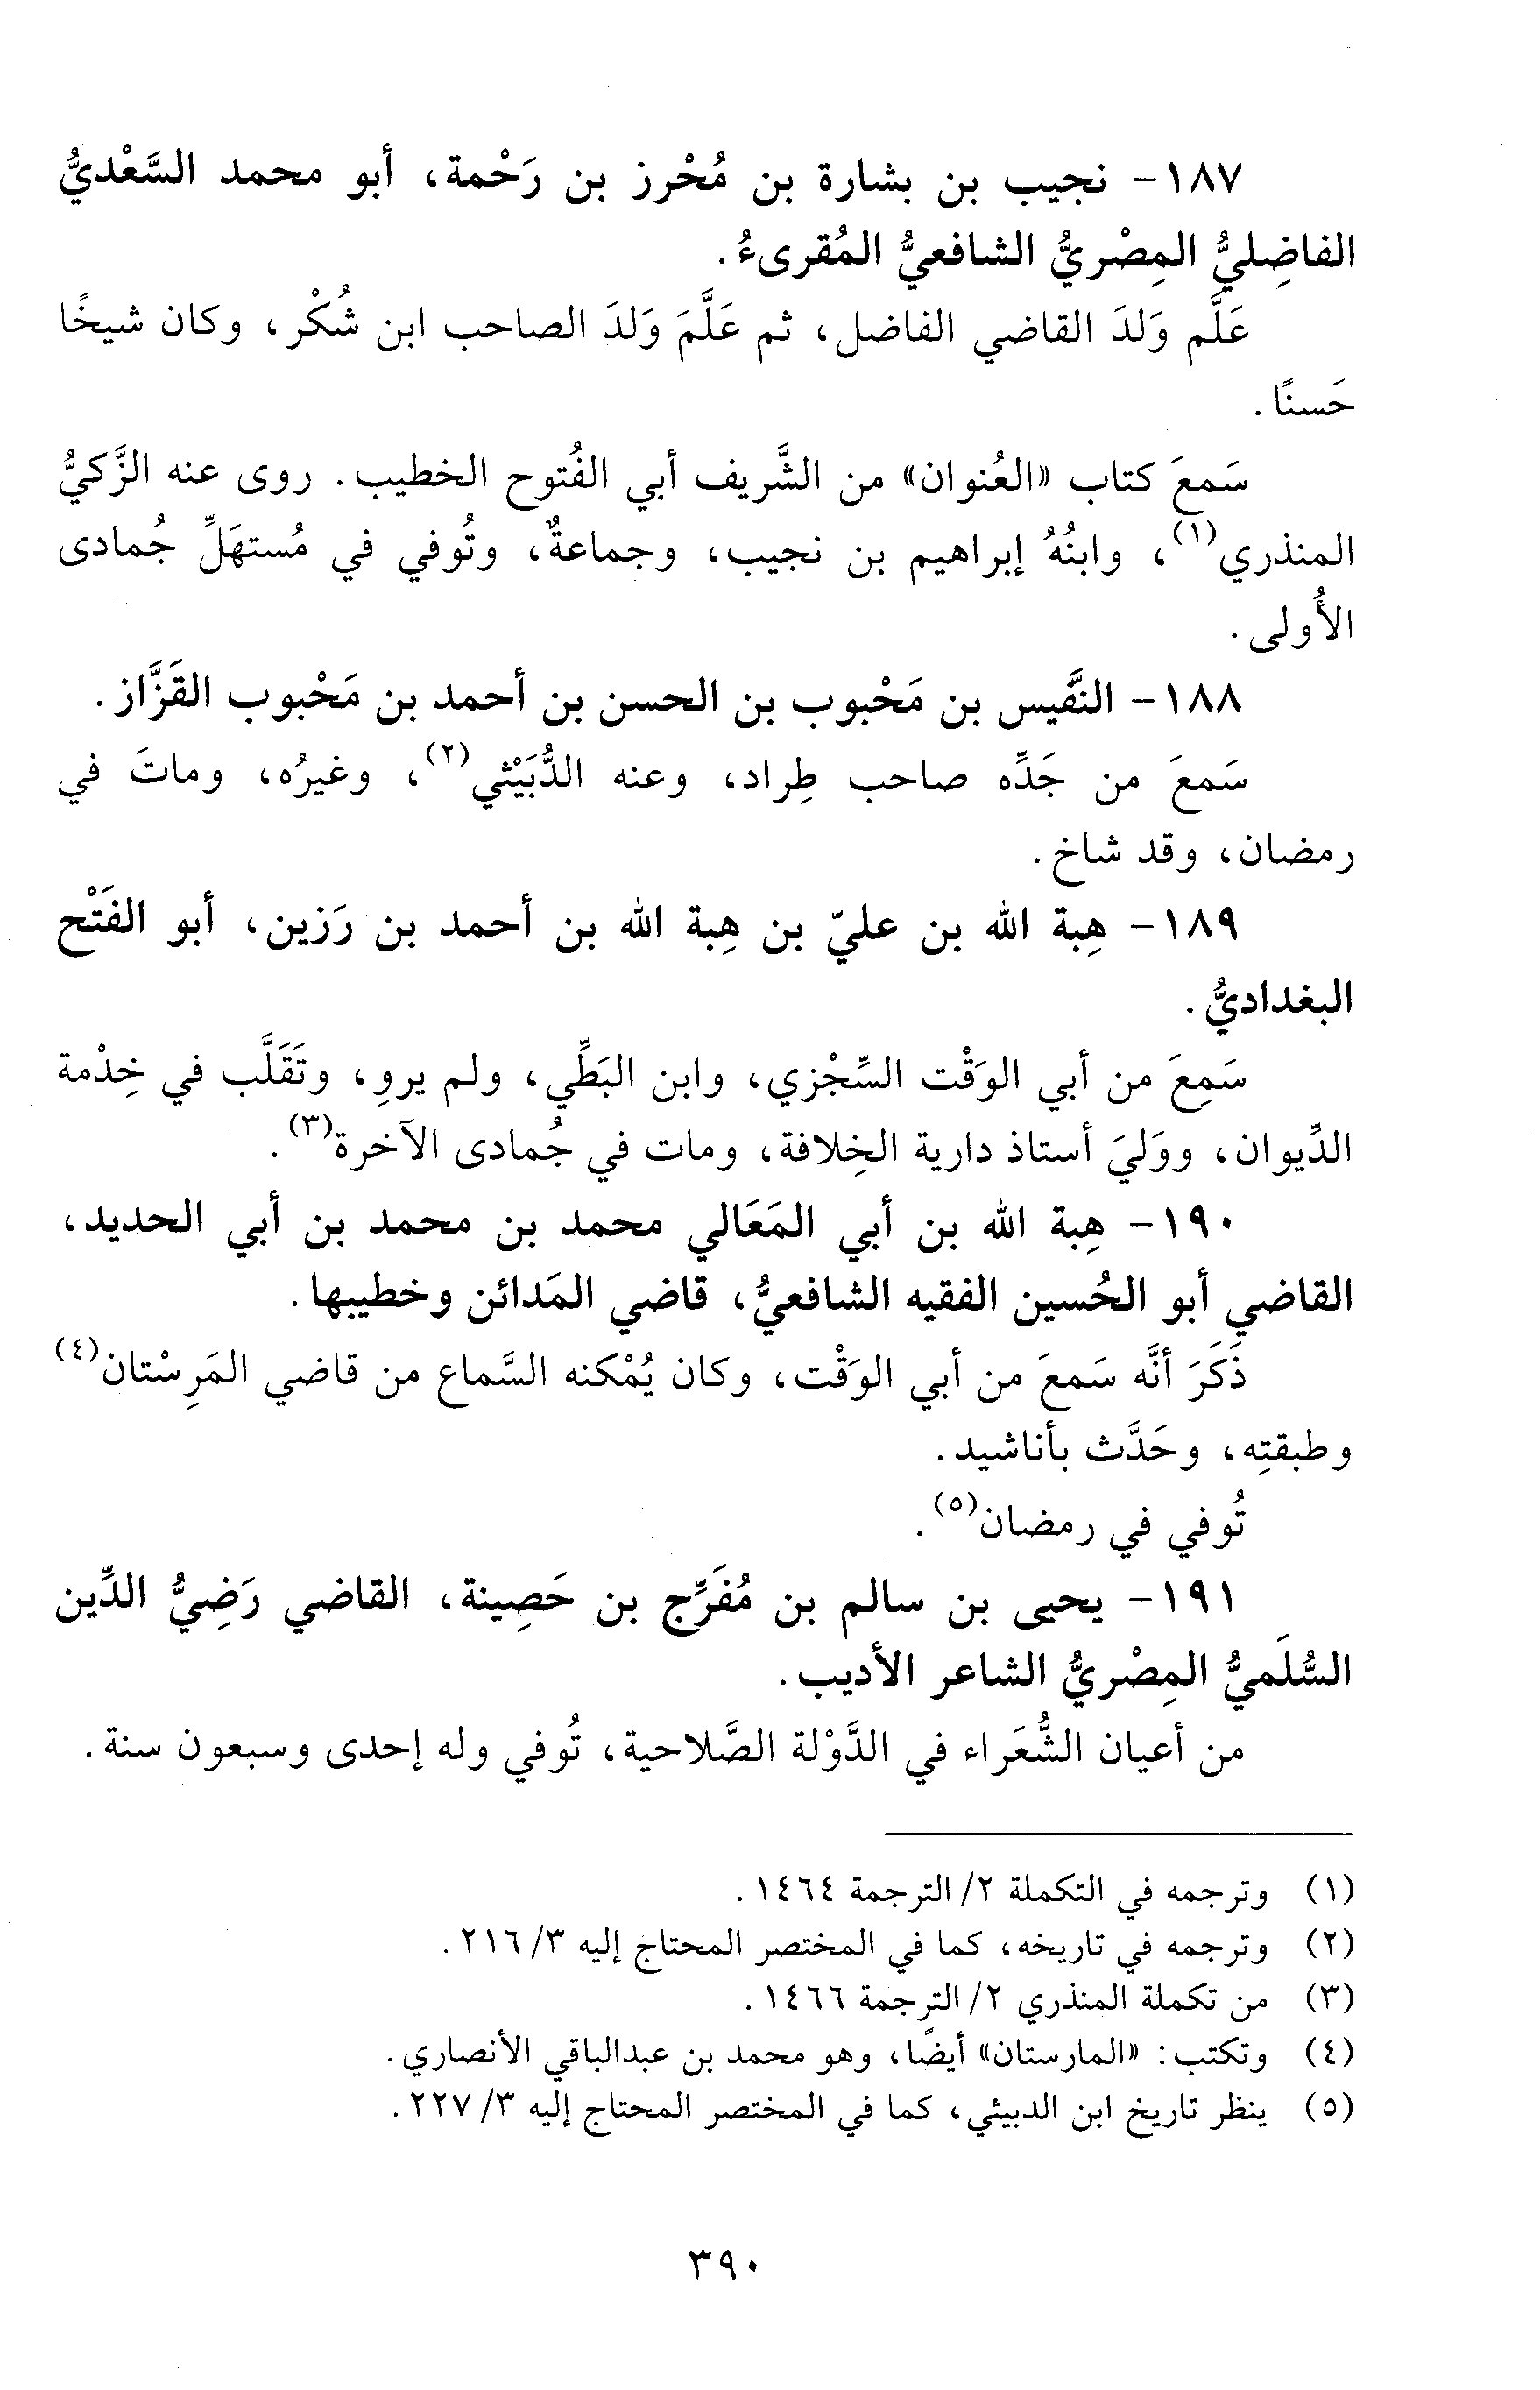 ١٨٧- نجيب بن بشارة بن مُحْرز بن رَحْمة، أبو محمد السَّعْديُّ
الفاضِليُّ المِصْريُّ الشافعيُّ المُقرىءُ.
عَلَّم وَلدَ القاضي الفاضل، ثم عَلَّمَ وَلدَ الصاحب ابن شُكْر، وكان شيخًا
حَسنًا.
سَمعَ كتاب «العُنوان» من الشَّريف أبي الفُتوح الخطيب. روى عنه الزَّكيُّ
المنذري(١)، وابنُهُ إبراهيم بن نجيب، وجماعةٌ، وتُوفي في مُستهَلِّ جُمادى
الأُولى.
١٨٨- النَّفيس بن مَحْبوب بن الحسن بن أحمد بن مَحْبوب القَزَّاز.
سَمعَ من جَدِّه صاحب طِراد، وعنه الدُّبَيْثي(٢)، وغيرُه، وماتَ في
رمضان، وقد شاخ.
١٨٩- هِبة الله بن عليّ بن هِبة الله بن أحمد بن رَزين، أبو الفَتْح
البغداديُّ.
سَمِعَ من أبي الوَقْت السِّجْزي، وابن البَطِّي، ولم يروِ، وتَقَلَّب في خِدْمة
الدِّيوان، ووَليَ أستاذ دارية الخِلافة، ومات في جُمادى الآخرة(٣).
١٩٠- هِبة الله بن أبي المَعَالي محمد بن محمد بن أبي الحديد،
القاضي أبو الحُسين الفقيه الشافعيُّ، قاضي المَدائن وخطيبها.
ذَكَرَ أنَّه سَمعَ من أبي الوَقْت، وكان يُمْكنه السَّماع من قاضي المَرِسْتان(٤)
وطبقتِه، وحَدَّث بأناشيد.
تُوفي في رمضان(٥).
١٩١- يحيى بن سالم بن مُفَرِّج بن حَصِينة، القاضي رَضِيُّ الدِّين
السُّلَميُّ المِصْريُّ الشاعر الأديب.
من أعيان الشُّعَراء في الدَّوْلة الصَّلاحية، تُوفي وله إحدى وسبعون سنة.
(١) وترجمه في التكملة ٢/ الترجمة ١٤٦٤.
(٢) وترجمه في تاريخه، كما في المختصر المحتاج إليه ٣/ ٢١٦.
(٣) من تكملة المنذري ٢/ الترجمة ١٤٦٦.
(٤) وتكتب: «المارستان» أيضًا، وهو محمد بن عبدالباقي الأنصاري.
(٥) ينظر تاريخ ابن الدبيثي، كما في المختصر المحتاج إليه ٣/ ٢٢٧.
٣٩٠